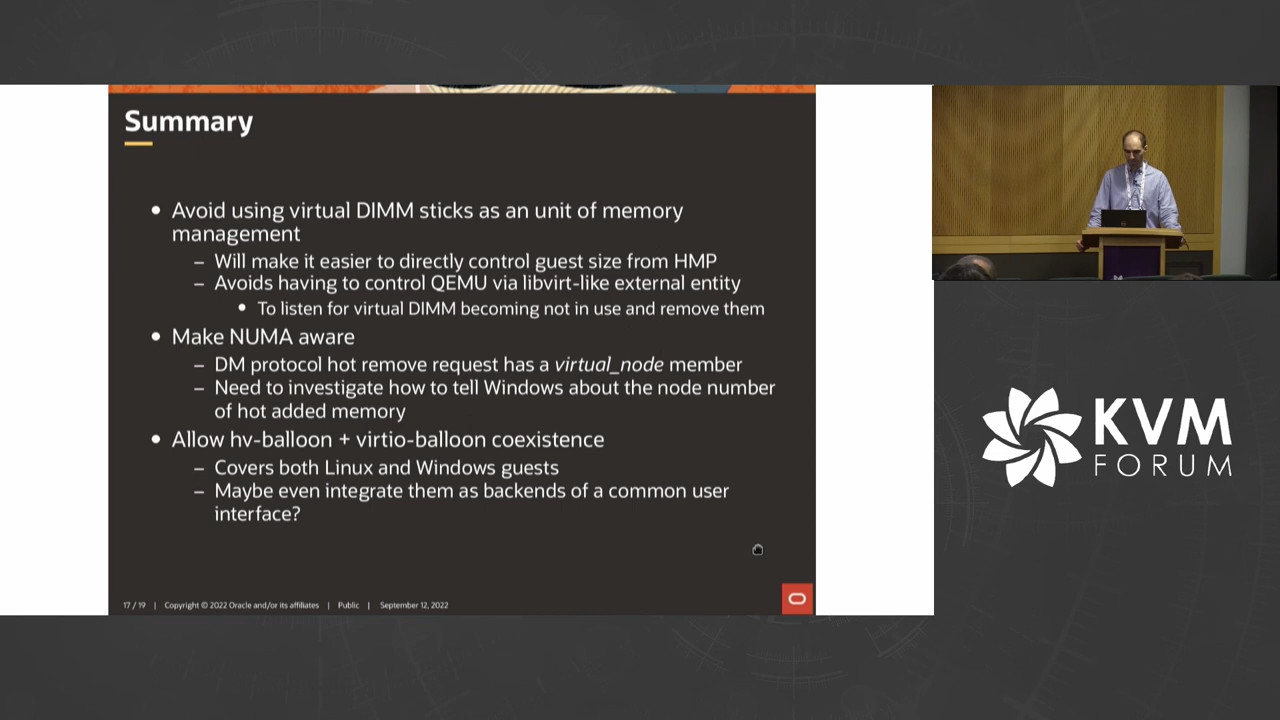 Summary
• Avoid using virtual DIMM sticks as an unit of memory
management
– Will make it easier to directly control guest size from HMP
– Avoids having to control QEMU via libvirt-like external entity
• To listen for virtual DIMM becoming not in use and remove them
• Make NUMA aware
– DM protocol hot remove request has a virtual_node member
– Need to investigate how to tell Windows about the node number
of hot added memory
• Allow hv-balloon + virtio-balloon coexistence
– Covers both Linux and Windows guests
– Maybe even integrate them as backends of a common user
interface?
17 / 19 | Copyright © 2022 Oracle and/or its affiliates | Public | September 12, 2022
KVM
FORUM